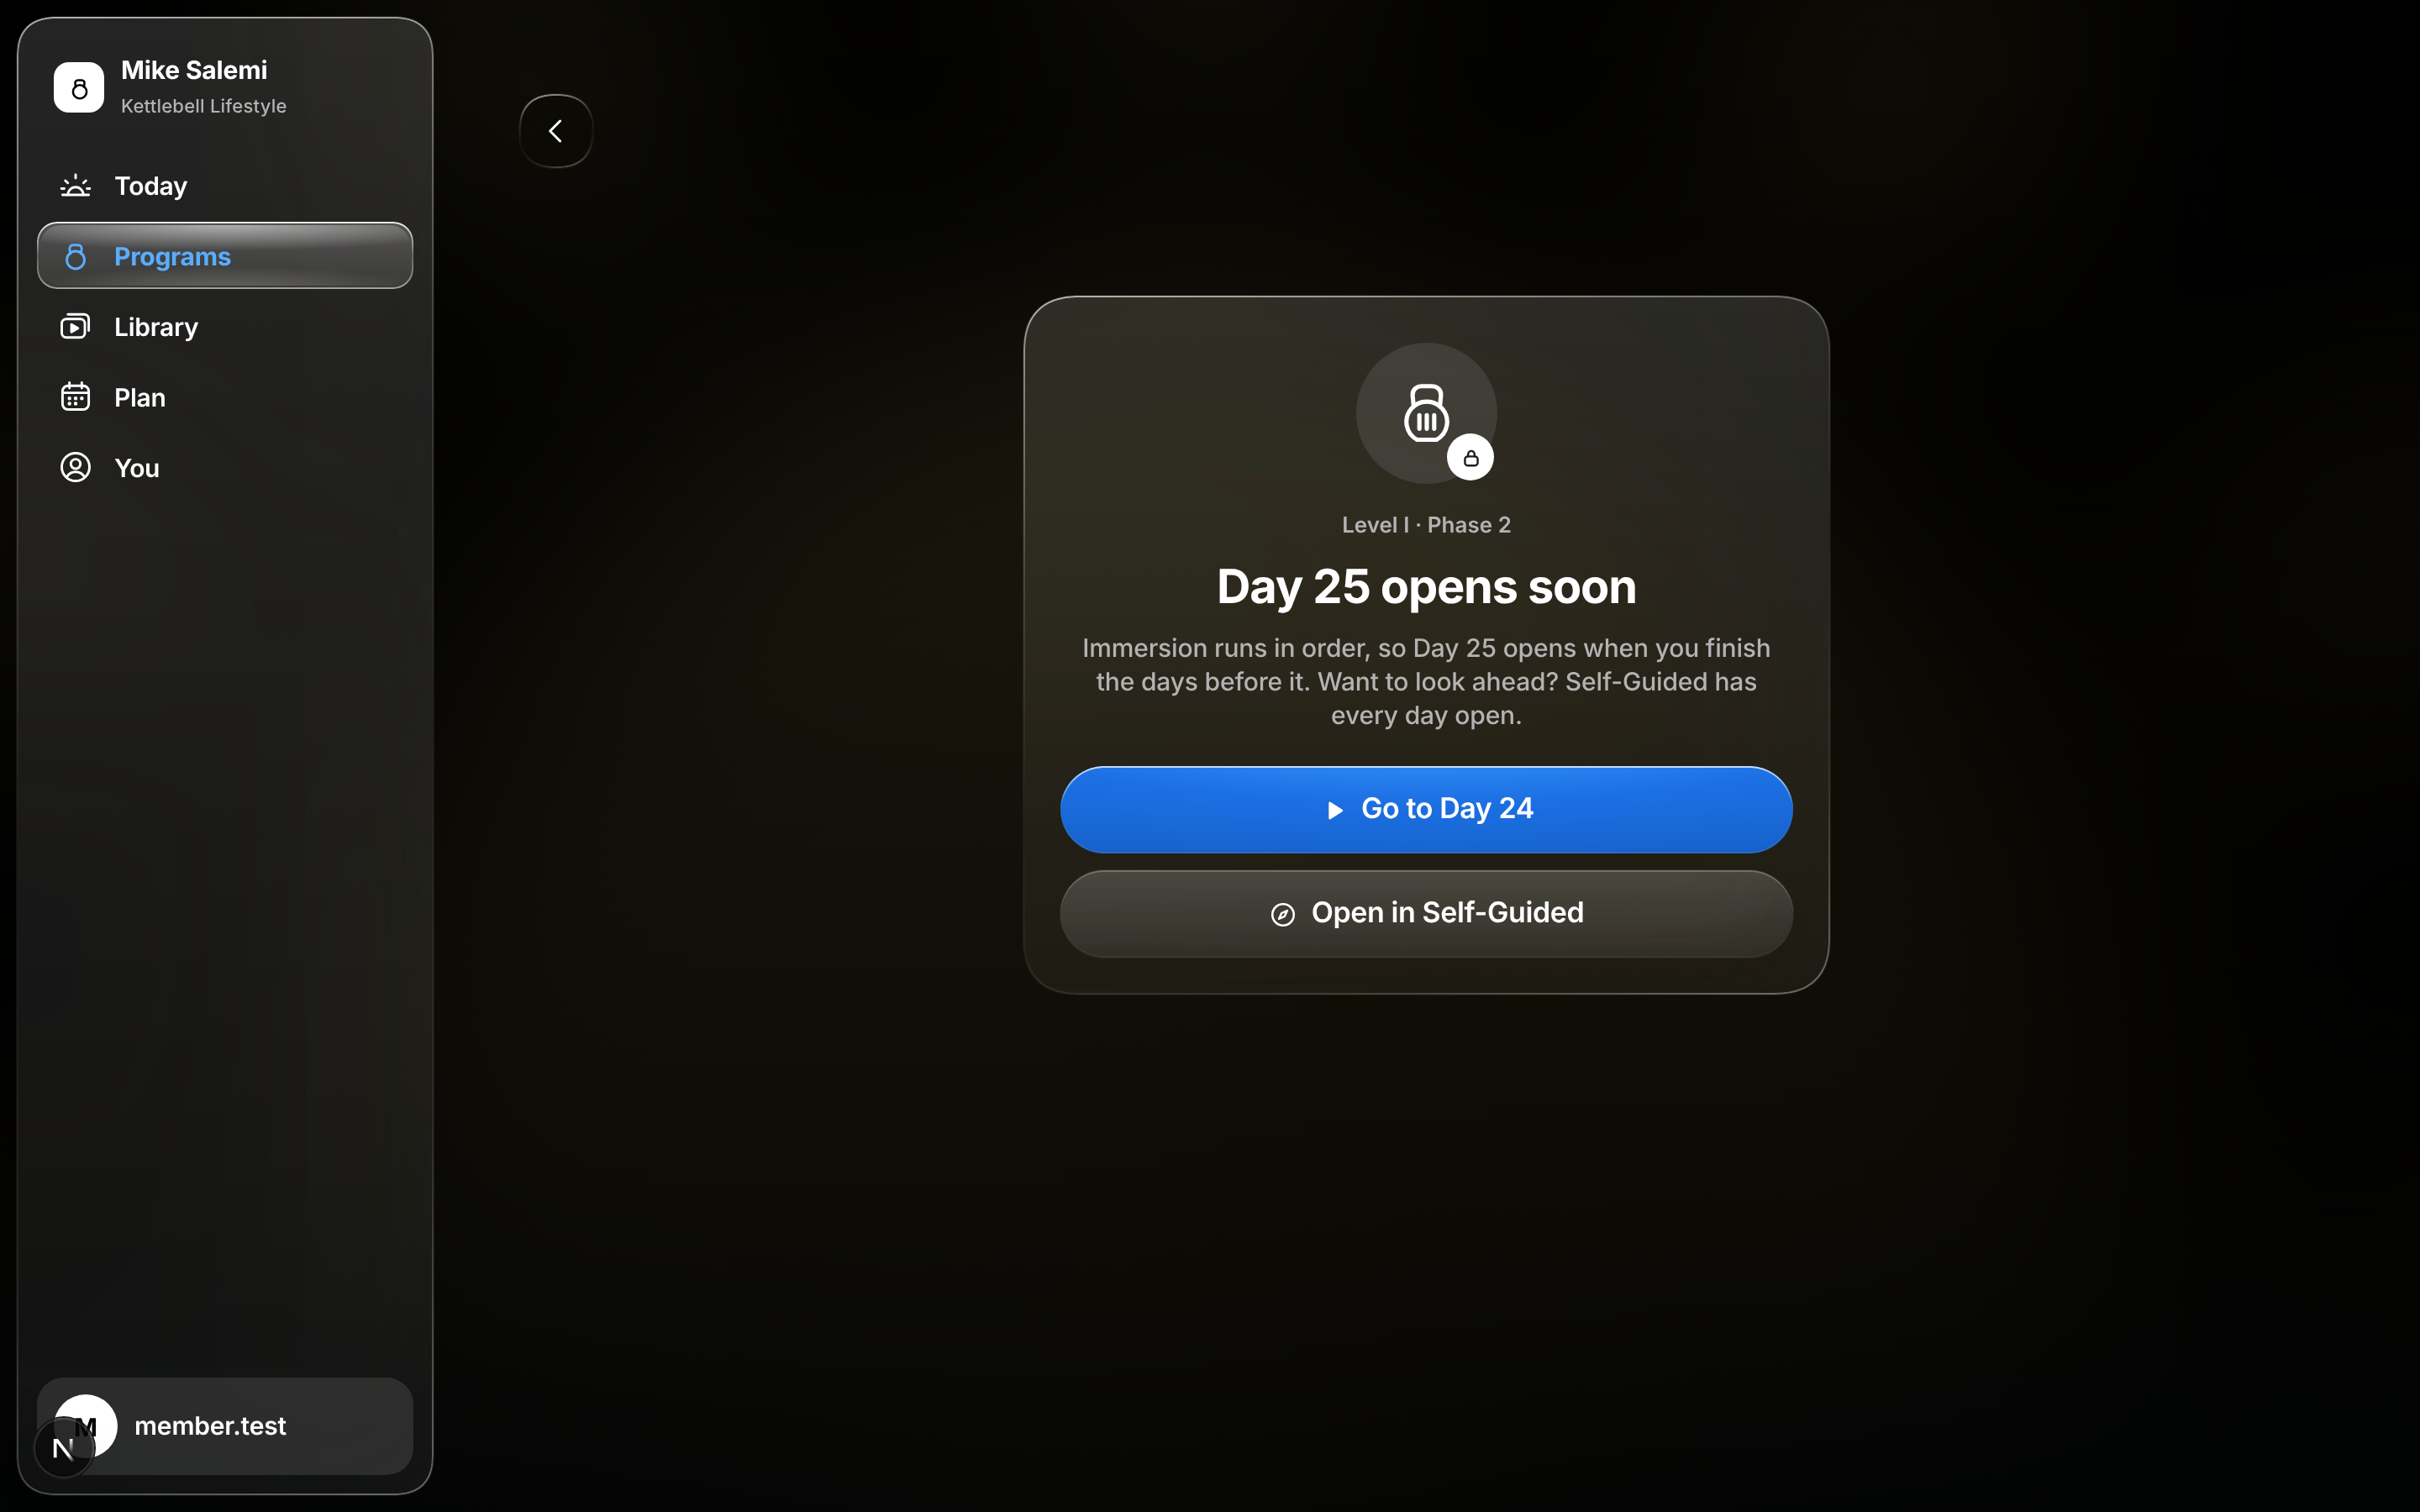 Mike Salemi
Kettlebell Lifestyle
Today
Programs
Library
Plan
You
Level I · Phase 2
Day 25 opens soon
Immersion runs in order, so Day 25 opens when you finish
the days before it. Want to look ahead? Self-Guided has
every day open.
Go to Day 24
Open in Self-Guided
M
N
member.test